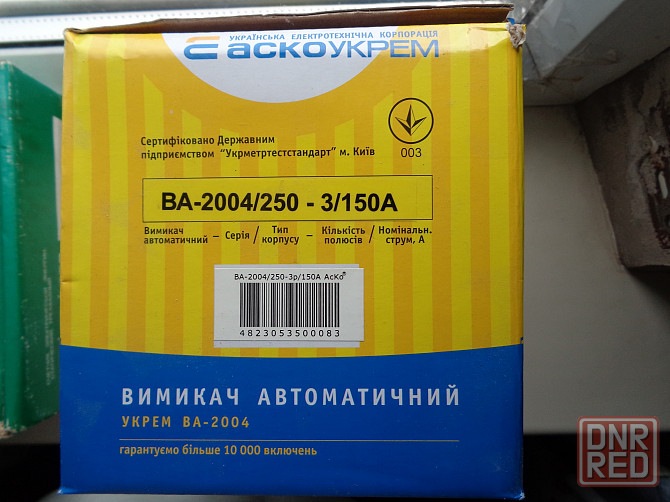 УКРАЇНСЬКА ЕЛЕКТРОТЕХНІЧНА КОРПОРАЦІЯ
АСКОУКРЕМ
Сертифіковано Державним
підприємством "Укрметртестстандарт" м. Київ
003
ВА-2004/250 - 3/150А
Вимикач автоматичний – Серія / Тип корпусу – Кількість полюсів / Номінальн. струм, А
ВА-2004/250-3р/150А АсКо
4823053500083
ВИМИКАЧ АВТОМАТИЧНИЙ
УКРЕМ ВА-2004
гарантуємо більше 10 000 включень
DNR
RED